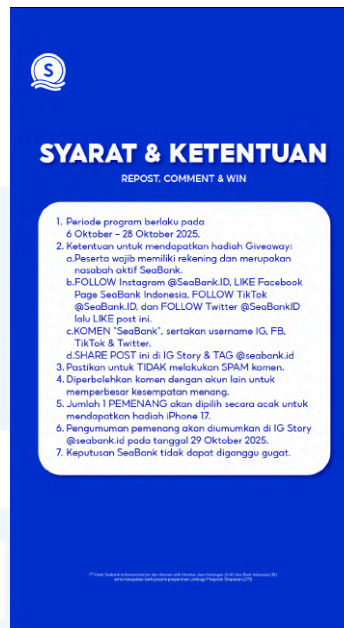 S
SYARAT & KETENTUAN
REPOST, COMMENT & WIN
1. Periode program berlaku pada
6 Oktober - 28 Oktober 2025.
2. Ketentuan untuk mendapatkan hadiah Giveaway:
a.Peserta wajib memiliki rekening dan merupakan
nasabah aktif SeaBank.
b.FOLLOW Instagram @SeaBank.ID, LIKE Facebook
Page SeaBank Indonesia, FOLLOW TikTok
@SeaBank.ID, dan FOLLOW Twitter @SeaBankID
lalu LIKE post ini.
c.KOMEN "SeaBank", sertakan username IG, FB,
TikTok & Twitter.
d.SHARE POST ini di IG Story & TAG @seabank.id
3. Pastikan untuk TIDAK melakukan SPAM komen.
4. Diperbolehkan komen dengan akun lain untuk
memperbesar kesempatan menang.
5. Jumlah 1 PEMENANG akan dipilih secara acak untuk
mendapatkan hadiah iPhone 17.
6. Pengumuman pemenang akan diumumkan di IG Story
@seabank.id pada tanggal 29 Oktober 2025.
7. Keputusan SeaBank tidak dapat diganggu gugat.